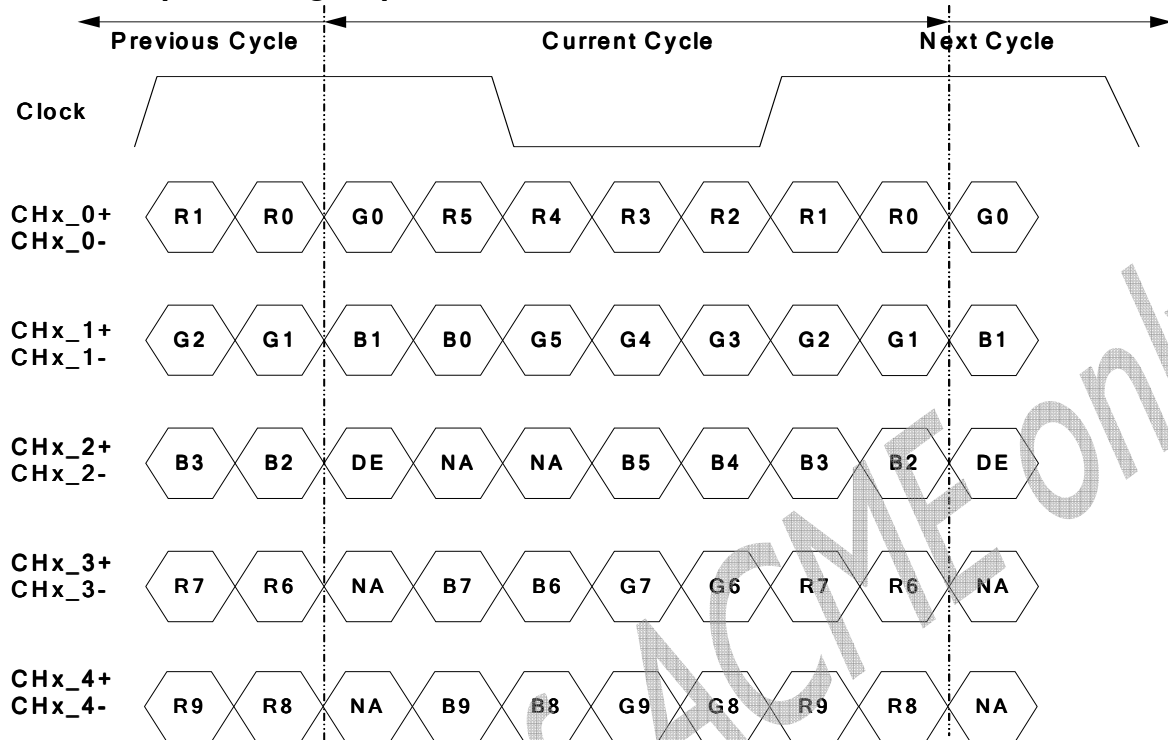 Previous Cycle Current Cycle Next Cycle
Clock
CHx_0+ R1 R0 G0 R5 R4 R3 R2 R1 R0 G0
CHx_0-
CHx_1+ G2 G1 B1 B0 G5 G4 G3 G2 G1 B1
CHx_1-
CHx_2+ B3 B2 DE NA NA B5 B4 B3 B2 DE
CHx_2-
CHx_3+ R7 R6 NA B7 B6 G7 G6 R7 R6 NA
CHx_3-
CHx_4+ R9 R8 NA B9 B8 G9 G8 R9 R8 NA
CHx_4-
ACME